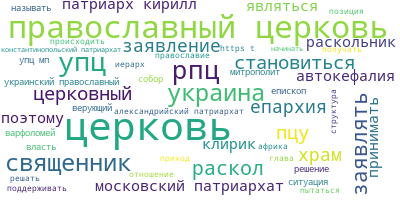 называть патриарх кирилл являться позиция
православный церковь
константинопольский патриархат происходить заявление https t начинать раскольник получать
упц мп упц иерарх православие становиться
украинский православный рпц митрополит автокефалия
собор
церковный украина епископ
верующий александрийский патриархат епархия
поэтому церковь структура
варфоломей пцу заявлять принимать
власть клирик африка храм
священник приход раскол глава решение
отношение
решать московский патриархат ситуация
поддерживать пытаться